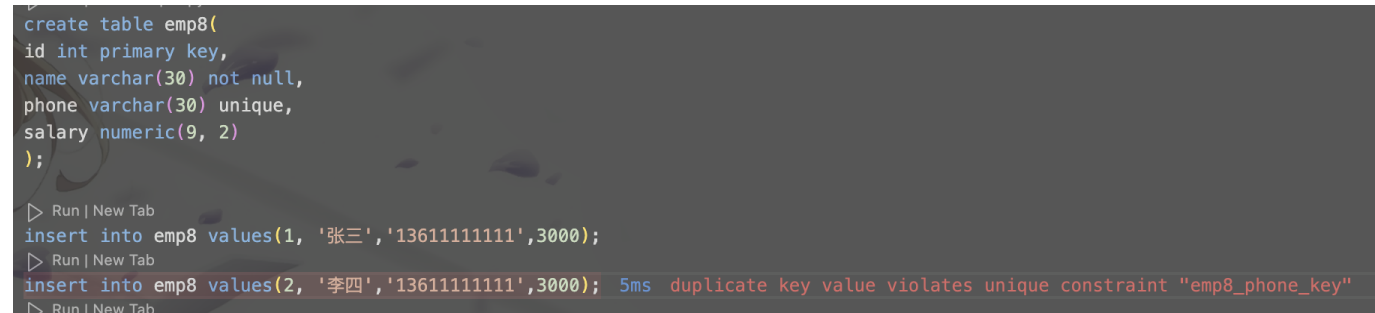 create table emp8(
id int primary key,
name varchar(30) not null,
phone varchar(30) unique,
salary numeric(9, 2)
);
Run | New Tab
insert into emp8 values(1, '张三','13611111111',3000);
Run | New Tab
insert into emp8 values(2, '李四','13611111111',3000); 5ms duplicate key value violates unique constraint "emp8_phone_key"
Run | New Tab